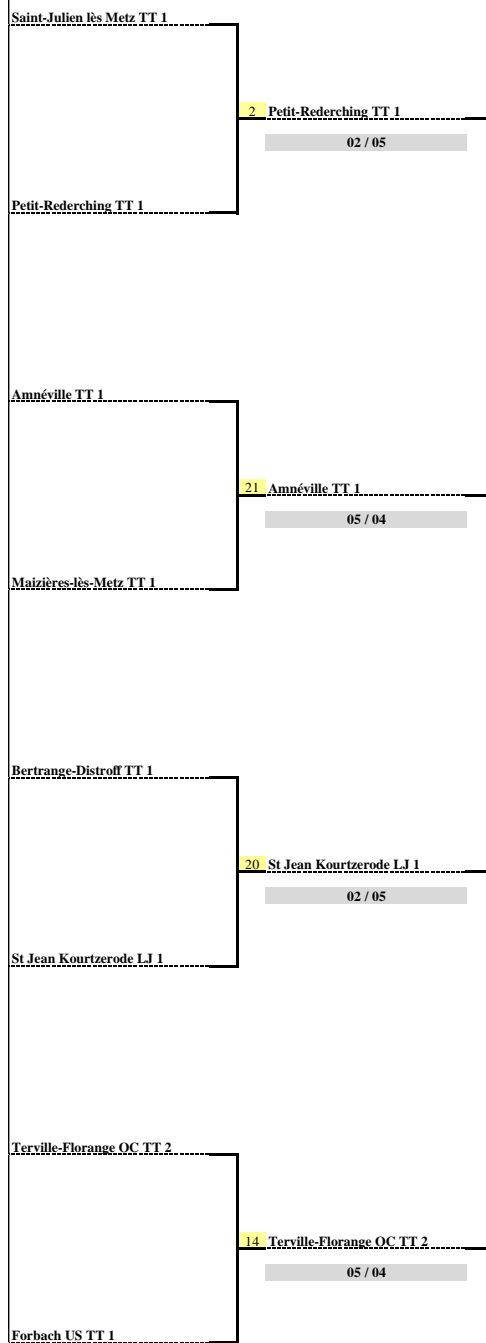 Saint-Julien lès Metz TT 1
2 Petit-Rederching TT 1
02 / 05
Petit-Rederching TT 1
Amnéville TT 1
21 Amnéville TT 1
05 / 04
Maizières-lès-Metz TT 1
Bertrange-Distroff TT 1
20 St Jean Kourtzerode LJ 1
02 / 05
St Jean Kourtzerode LJ 1
Terville-Florange OC TT 2
14 Terville-Florange OC TT 2
05 / 04
Forbach US TT 1